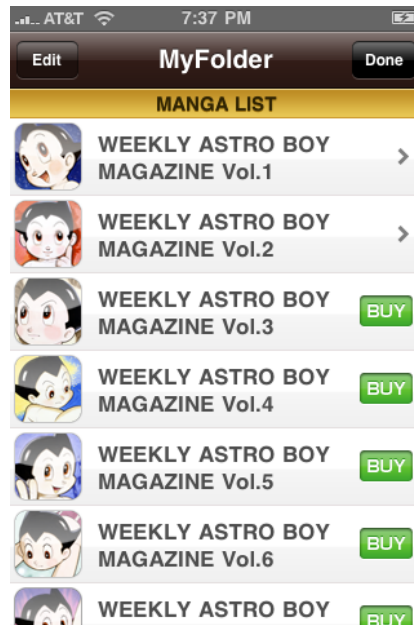 AT&T 7:37 PM
Edit MyFolder Done
MANGA LIST
WEEKLY ASTRO BOY
MAGAZINE Vol.1
WEEKLY ASTRO BOY
MAGAZINE Vol.2
WEEKLY ASTRO BOY
MAGAZINE Vol.3
BUY
WEEKLY ASTRO BOY
MAGAZINE Vol.4
BUY
WEEKLY ASTRO BOY
MAGAZINE Vol.5
BUY
WEEKLY ASTRO BOY
MAGAZINE Vol.6
BUY
WEEKLY ASTRO BOY
BUY